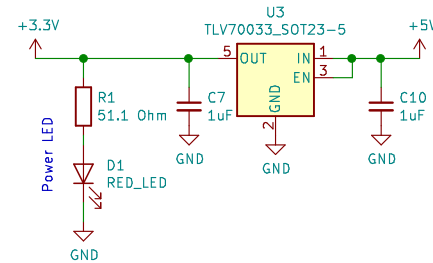 U3
+3.3V
TLV70033_SOT23-5
+5V
5
OUT
IN
1
EN
3
GND
2
R1
51.1 Ohm
C7
1uF
C10
1uF
GND
GND
GND
Power LED
D1
RED_LED
GND